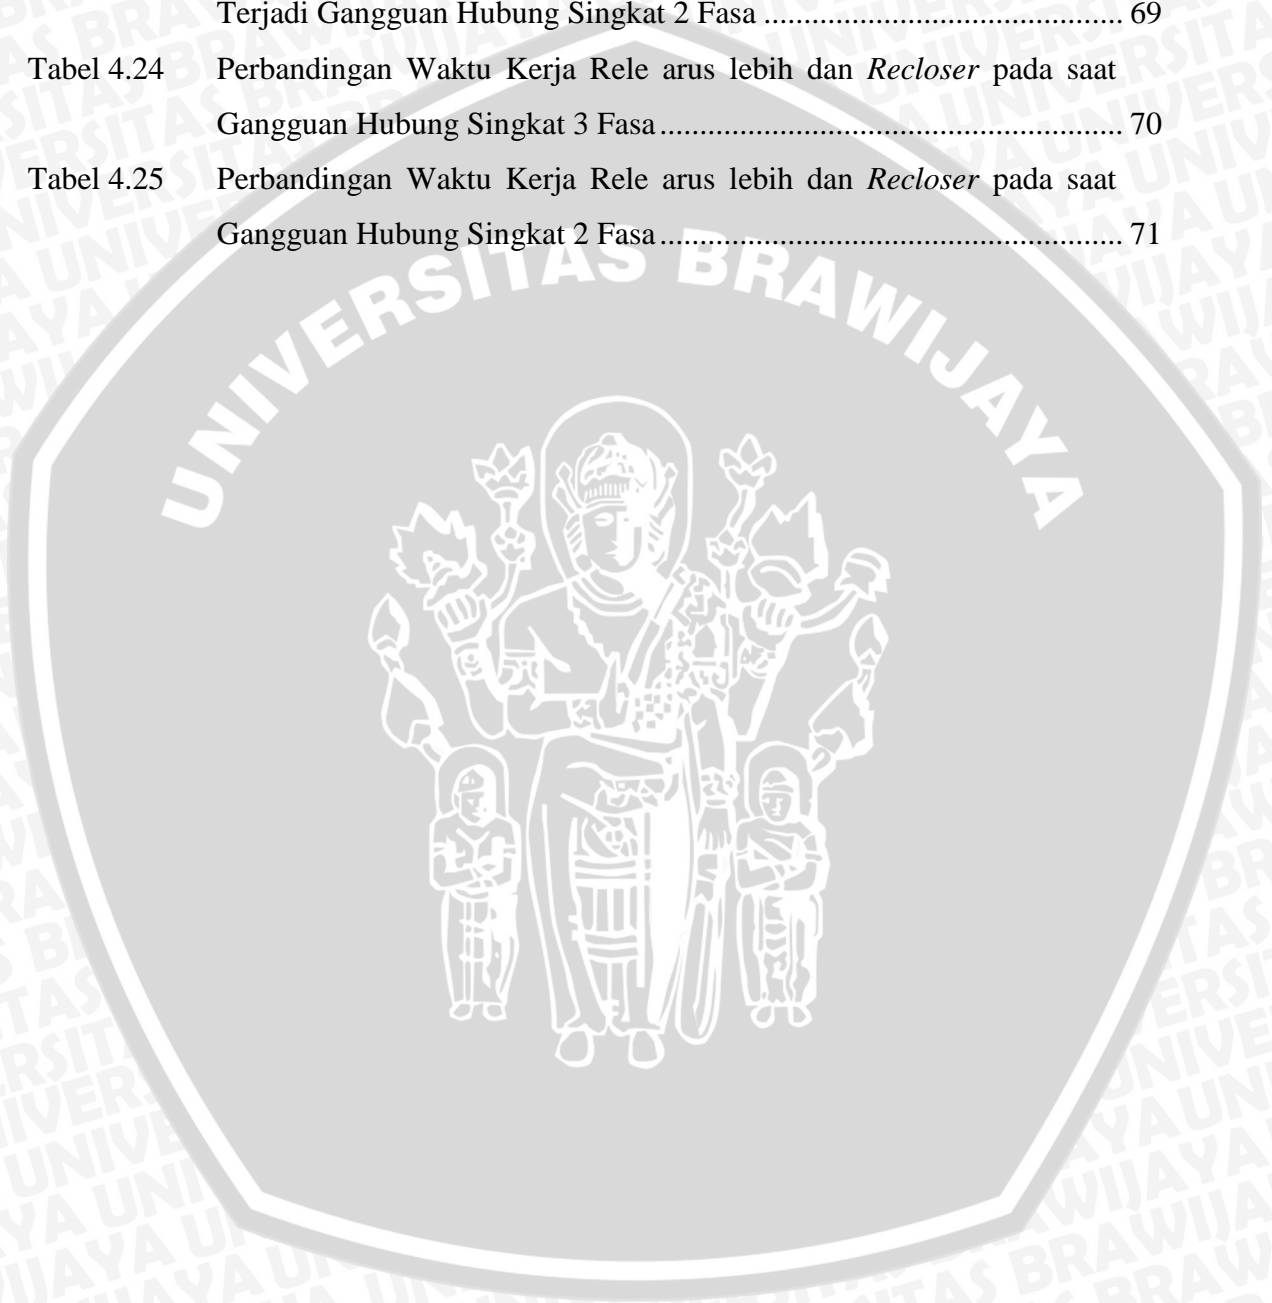 Terjadi Gangguan Hubung Singkat 2 Fasa ...................................... 69
Tabel 4.24 Perbandingan Waktu Kerja Rele arus lebih dan Recloser pada saat
Gangguan Hubung Singkat 3 Fasa ................................................. 70
Tabel 4.25 Perbandingan Waktu Kerja Rele arus lebih dan Recloser pada saat
Gangguan Hubung Singkat 2 Fasa ................................................. 71
UNIVERSITAS BRAWIJAYA